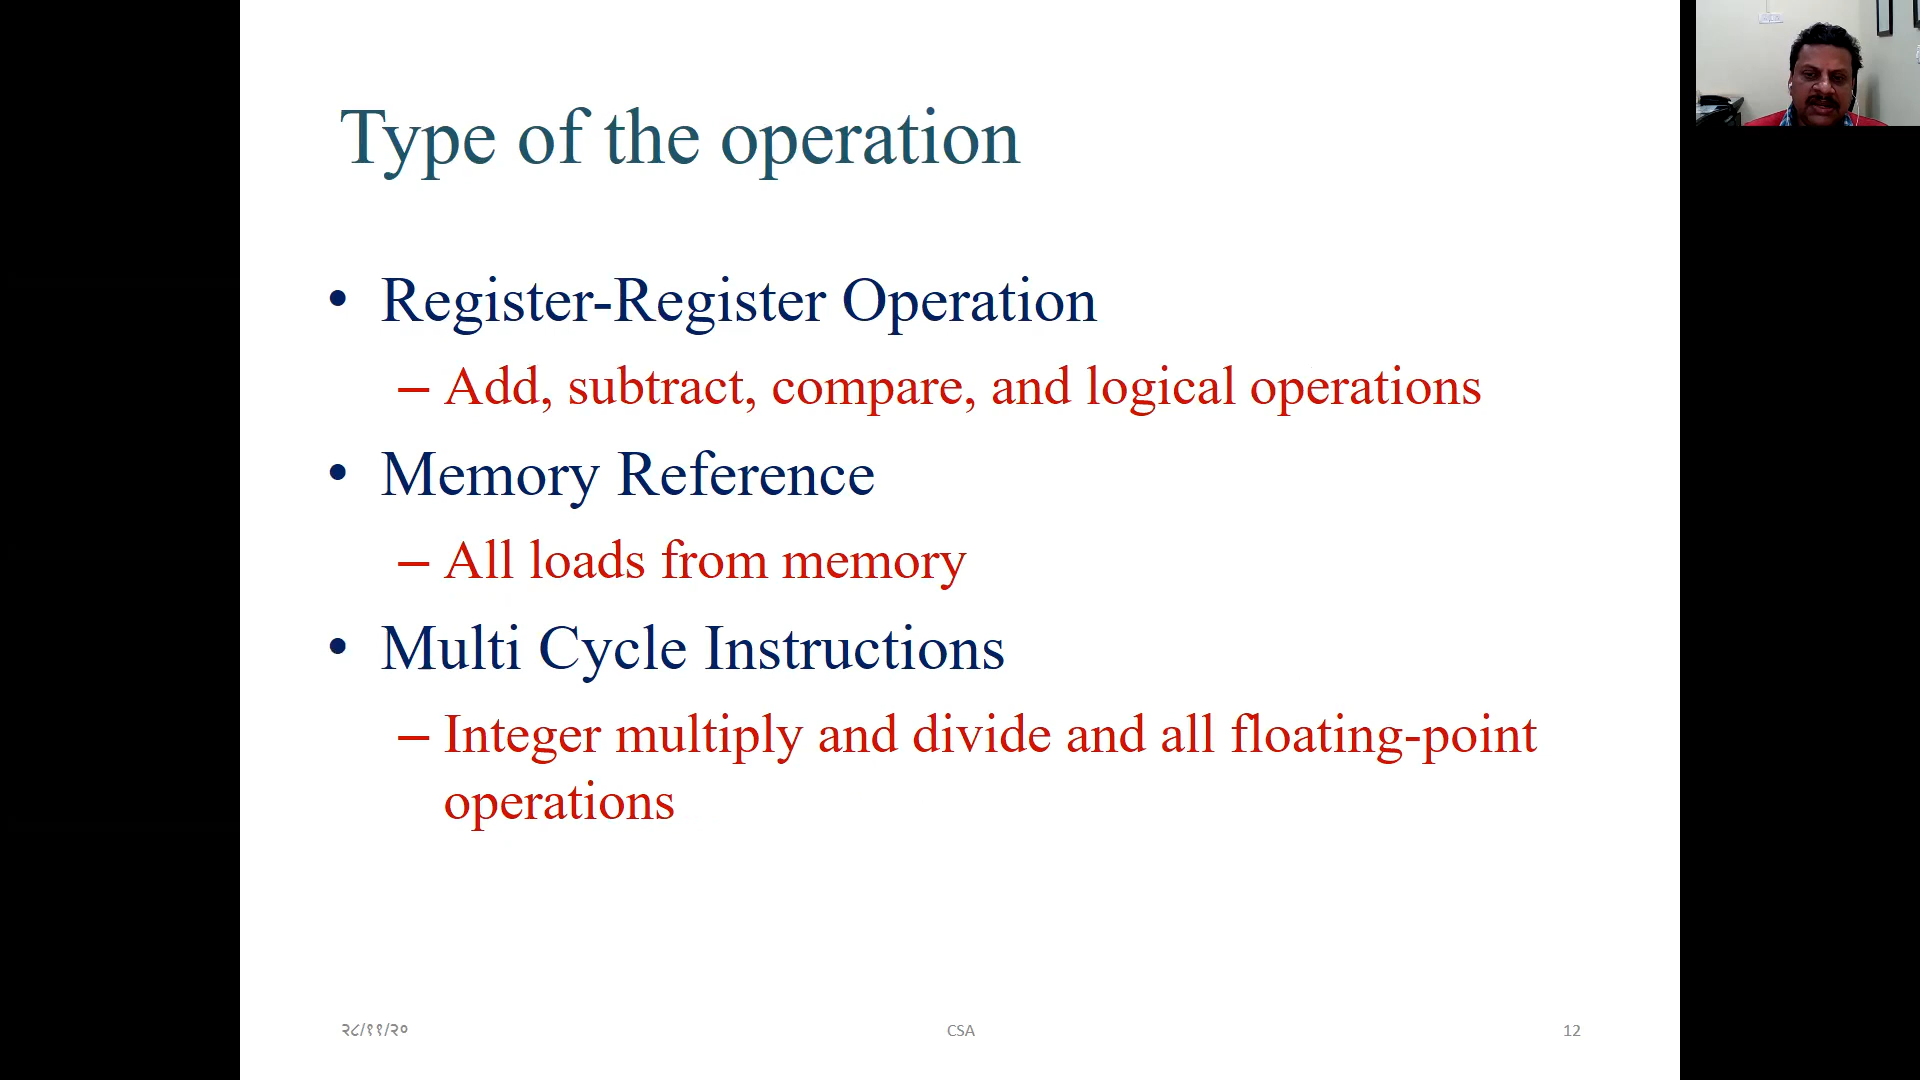 Type of the operation
• Register-Register Operation
– Add, subtract, compare, and logical operations
• Memory Reference
– All loads from memory
• Multi Cycle Instructions
– Integer multiply and divide and all floating-point
operations
२८/११/२०
CSA
12